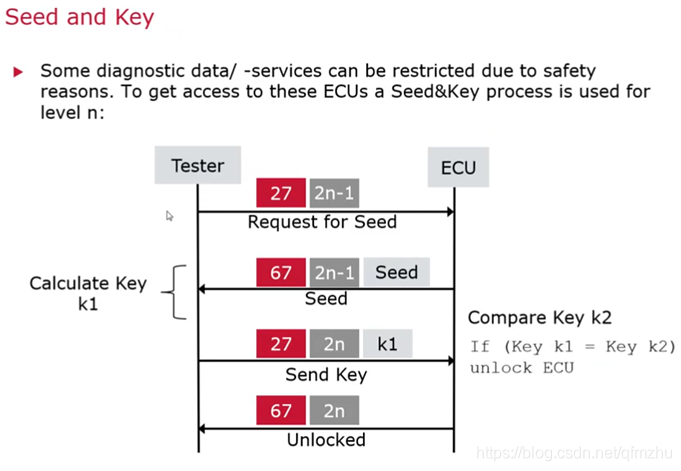 Seed and Key
Some diagnostic data/ -services can be restricted due to safety
reasons. To get access to these ECUs a Seed&Key process is used for
level n:
Tester
ECU
27 2n-1
Request for Seed
67 2n-1 Seed
Seed
Calculate Key
k1
Compare Key k2
If (Key k1 = Key k2)
unlock ECU
27 2n k1
Send Key
67 2n
Unlocked
https://blog.csdn.net/qfmzhu